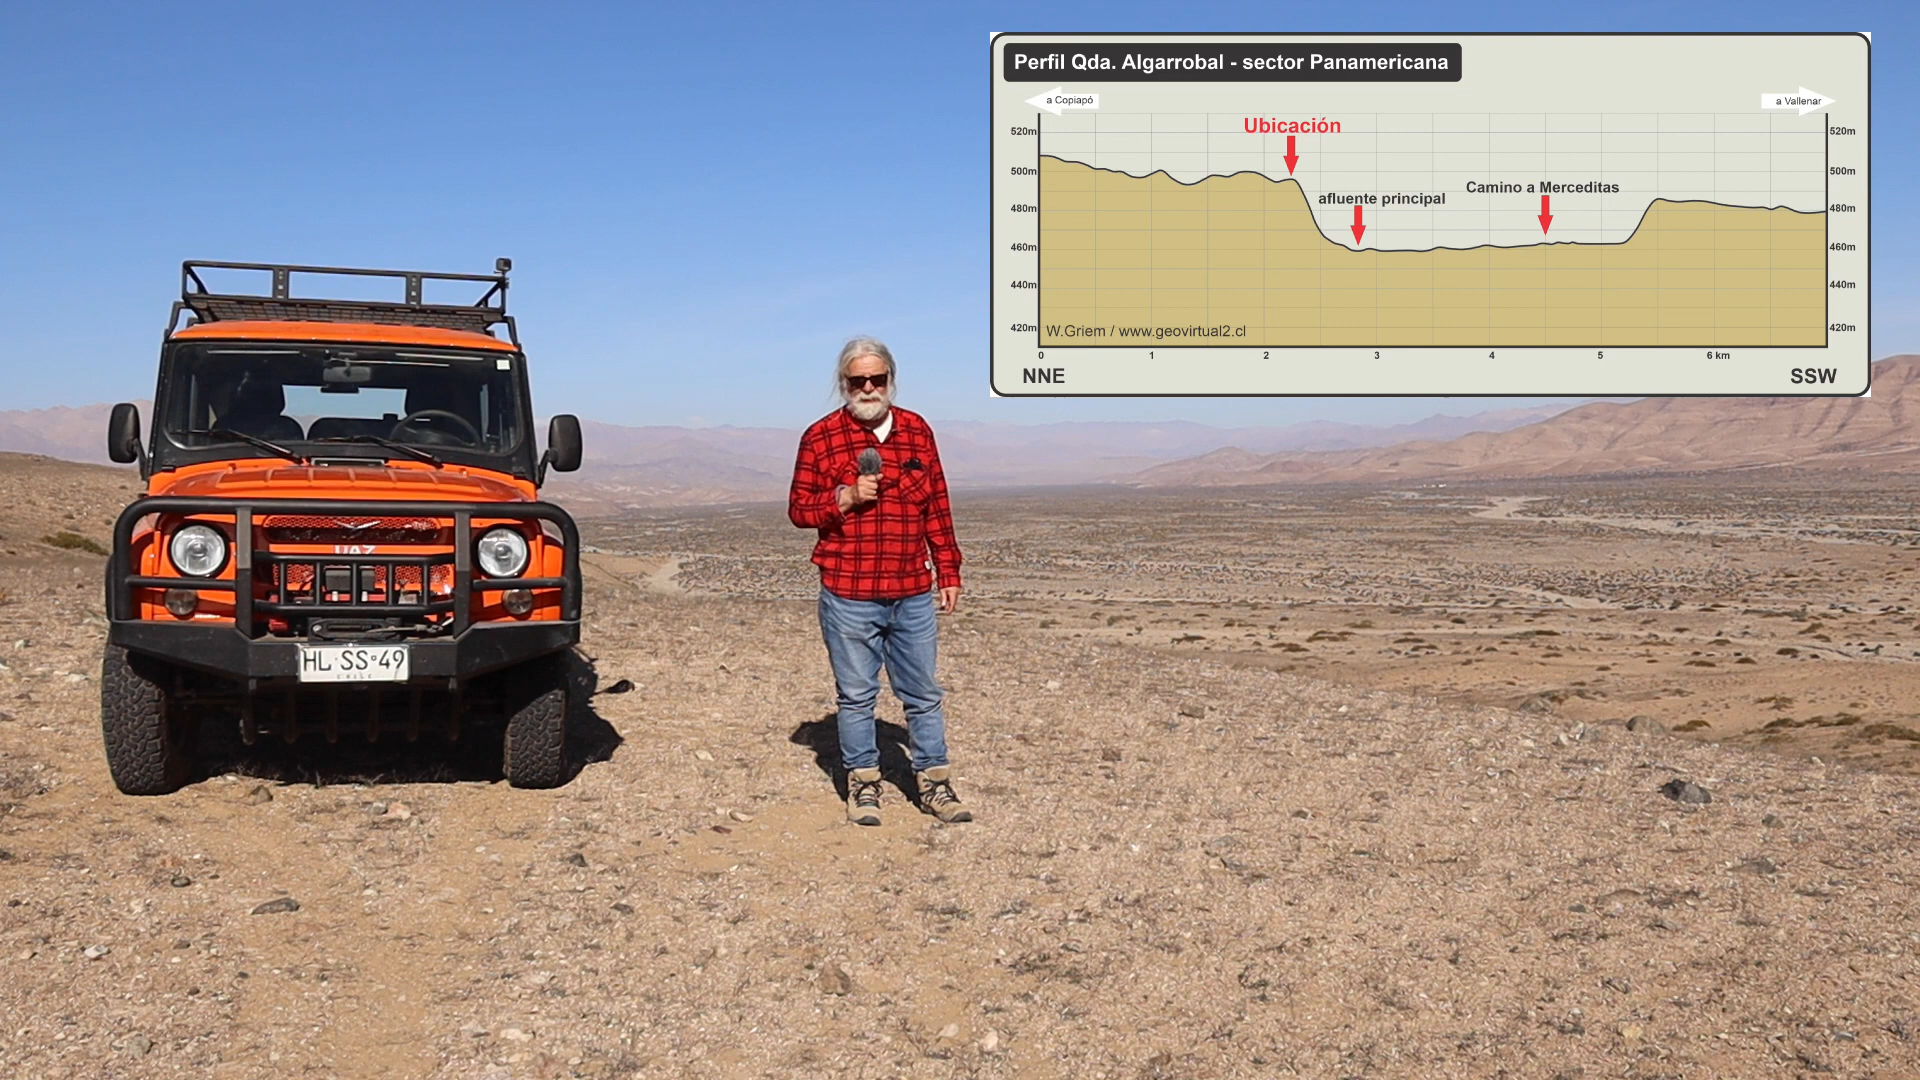 Perfil Qda. Algarrobal - sector Panamericana
a Copiapó
a Vallenar
Ubicación
afluente principal
Camino a Merceditas
520m
500m
480m
460m
440m
420m
520m
500m
480m
460m
440m
420m
W.Griem / www.geovirtual2.cl
0 1 2 3 4 5 6 km
NNE
SSW
UAZ
HL·SS·49
CHILE